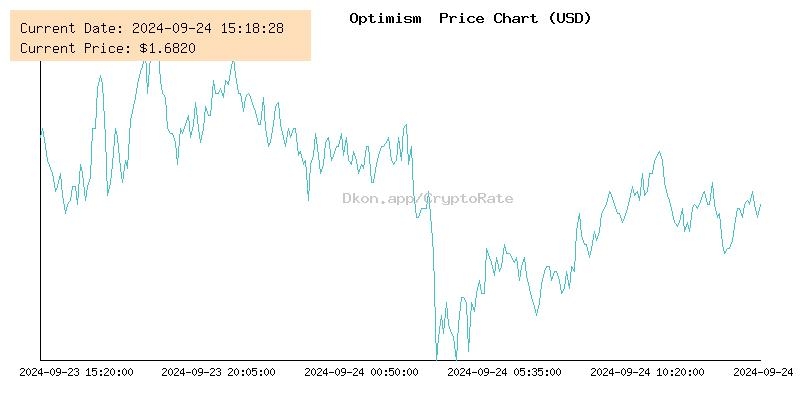 Optimism Price Chart (USD)
Current Date: 2024-09-24 15:18:28
Current Price: $1.6820
Dkon.app/CryptoRate
2024-09-23 15:20:00 2024-09-23 20:05:00 2024-09-24 00:50:00 2024-09-24 05:35:00 2024-09-24 10:20:00 2024-09-24